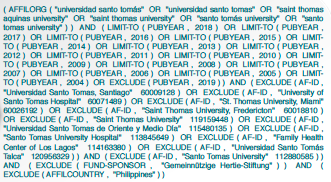 ( AFFILORG ( "universidad santo tomás" OR "universidad santo tomas" OR "saint thomas
aquinas university" OR "saint thomas university" OR "santo tomás university" OR "santo
tomas university" ) ) AND ( LIMIT-TO ( PUBYEAR , 2018 ) OR LIMIT-TO ( PUBYEAR ,
2017 ) OR LIMIT-TO ( PUBYEAR , 2016 ) OR LIMIT-TO ( PUBYEAR , 2015 ) OR LIMIT-
TO ( PUBYEAR , 2014 ) OR LIMIT-TO ( PUBYEAR , 2013 ) OR LIMIT-TO ( PUBYEAR ,
2012 ) OR LIMIT-TO ( PUBYEAR , 2011 ) OR LIMIT-TO ( PUBYEAR , 2010 ) OR LIMIT-
TO ( PUBYEAR , 2009 ) OR LIMIT-TO ( PUBYEAR , 2008 ) OR LIMIT-TO ( PUBYEAR ,
2007 ) OR LIMIT-TO ( PUBYEAR , 2006 ) OR LIMIT-TO ( PUBYEAR , 2005 ) OR LIMIT-
TO ( PUBYEAR , 2004 ) OR EXCLUDE ( PUBYEAR , 2019 ) ) AND ( EXCLUDE ( AF-ID ,
"Universidad Santo Tomas, Santiago" 60009128 ) OR EXCLUDE ( AF-ID , "University of
Santo Tomas Hospital" 60071489 ) OR EXCLUDE ( AF-ID , "St. Thomas University, Miami"
60026192 ) OR EXCLUDE ( AF-ID , "Saint Thomas University, Fredericton" 60018810 )
OR EXCLUDE ( AF-ID , "Saint Thomas University" 119159448 ) OR EXCLUDE ( AF-ID ,
"Universidad Santo Tomas de Oriente y Medio Día" 115480135 ) OR EXCLUDE ( AF-ID ,
"Santo Tomas University Hospital" 113845649 ) OR EXCLUDE ( AF-ID , "Family Health
Center of Los Lagos" 114163380 ) OR EXCLUDE ( AF-ID , "Universidad Santo Tomás
Talca" 120956329 ) OR EXCLUDE ( AF-ID , "Santo Tomas University" 112880585 ) )
AND ( EXCLUDE ( FUND-SPONSOR , "Gemeinnützige Hertie-Stiftung" ) ) AND (
EXCLUDE ( AFFILCOUNTRY , "Philippines" ) )